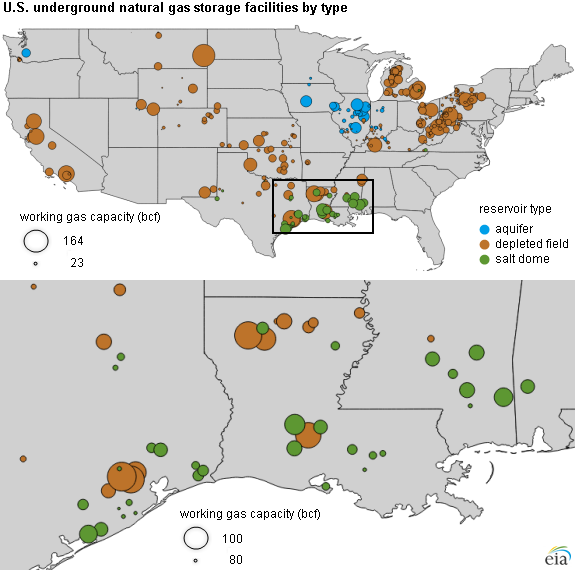 U.S. underground natural gas storage facilities by type
working gas capacity (bcf)
164
23
reservoir type
aquifer
depleted field
salt dome
working gas capacity (bcf)
100
80
eia